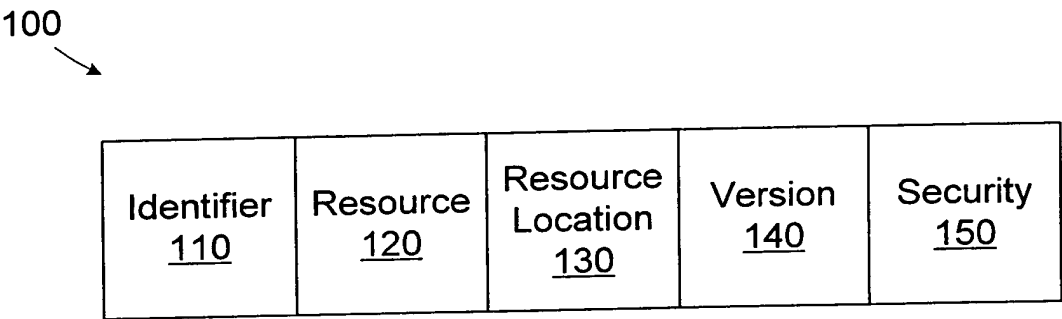 100
Identifier
110
Resource
120
Resource
Location
130
Version
140
Security
150